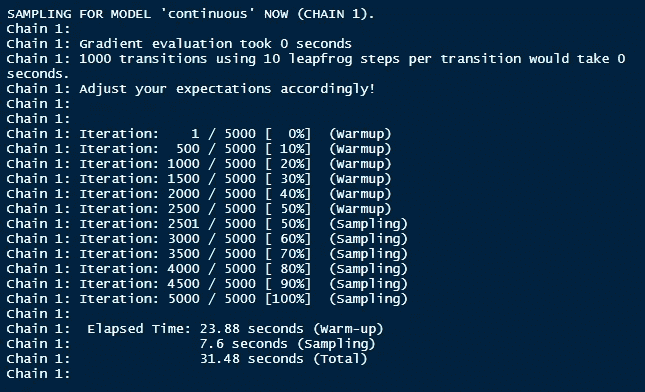 SAMPLING FOR MODEL 'continuous' NOW (CHAIN 1).
Chain 1:
Chain 1: Gradient evaluation took 0 seconds
Chain 1: 1000 transitions using 10 leapfrog steps per transition would take 0
seconds.
Chain 1: Adjust your expectations accordingly!
Chain 1:
Chain 1:
Chain 1: Iteration:    1 / 5000 [  0%]  (Warmup)
Chain 1: Iteration:  500 / 5000 [ 10%]  (Warmup)
Chain 1: Iteration: 1000 / 5000 [ 20%]  (Warmup)
Chain 1: Iteration: 1500 / 5000 [ 30%]  (Warmup)
Chain 1: Iteration: 2000 / 5000 [ 40%]  (Warmup)
Chain 1: Iteration: 2500 / 5000 [ 50%]  (Warmup)
Chain 1: Iteration: 2501 / 5000 [ 50%]  (Sampling)
Chain 1: Iteration: 3000 / 5000 [ 60%]  (Sampling)
Chain 1: Iteration: 3500 / 5000 [ 70%]  (Sampling)
Chain 1: Iteration: 4000 / 5000 [ 80%]  (Sampling)
Chain 1: Iteration: 4500 / 5000 [ 90%]  (Sampling)
Chain 1: Iteration: 5000 / 5000 [100%]  (Sampling)
Chain 1:
Chain 1:  Elapsed Time: 23.88 seconds (Warm-up)
Chain 1:                7.6 seconds (Sampling)
Chain 1:                31.48 seconds (Total)
Chain 1: